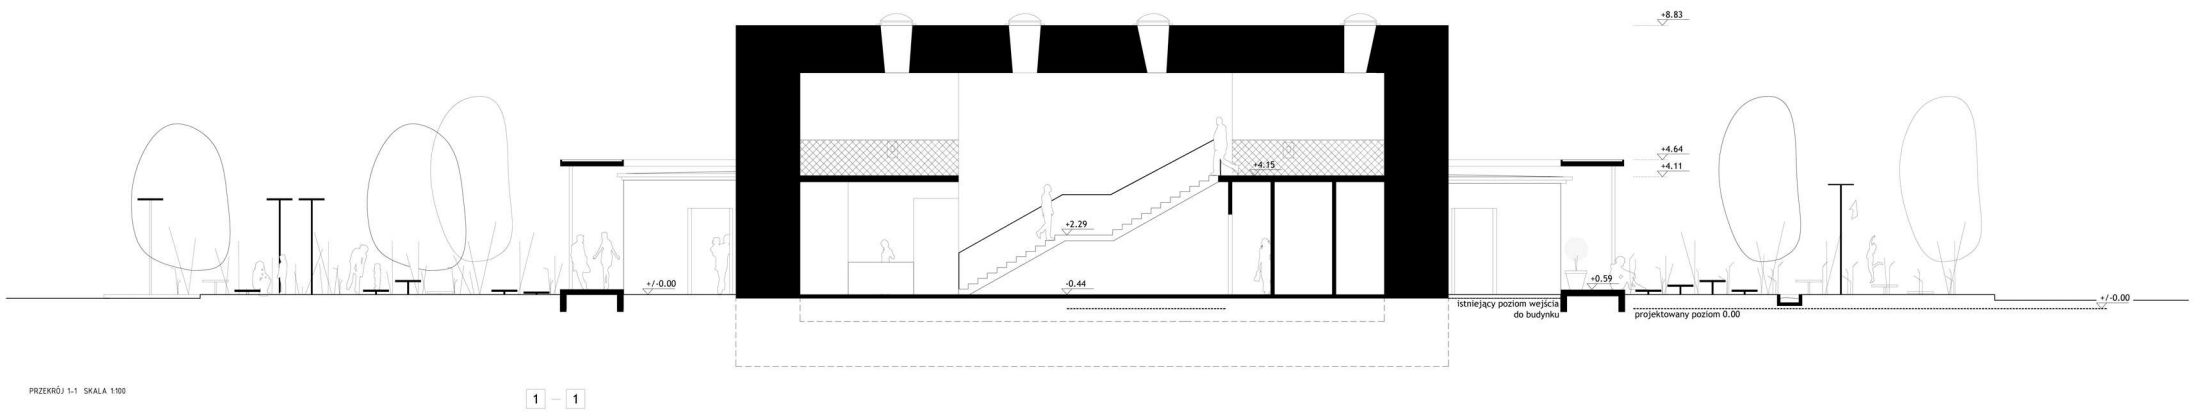 +8.83
+4.64
+4.15
+4.11
+2.29
+/-0.00
-0.44
+0.59
+/-0.00
istniejący poziom wejścia
do budynku
projektowany poziom 0.00
PRZEKRÓJ 1-1 SKALA 1:100
1 — 1